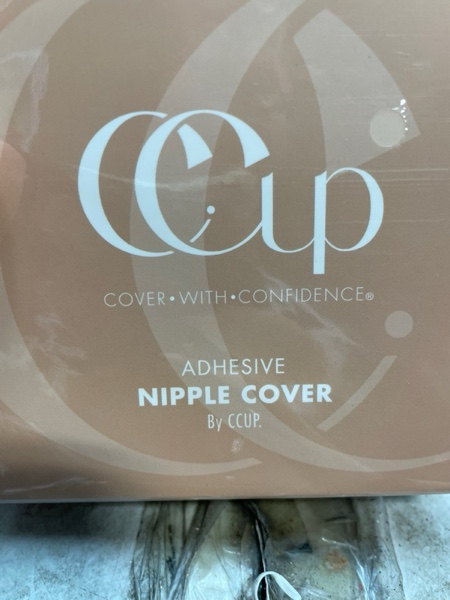 CCup
COVER•WITH•CONFIDENCE®
ADHESIVE
NIPPLE COVER
By CCUP.